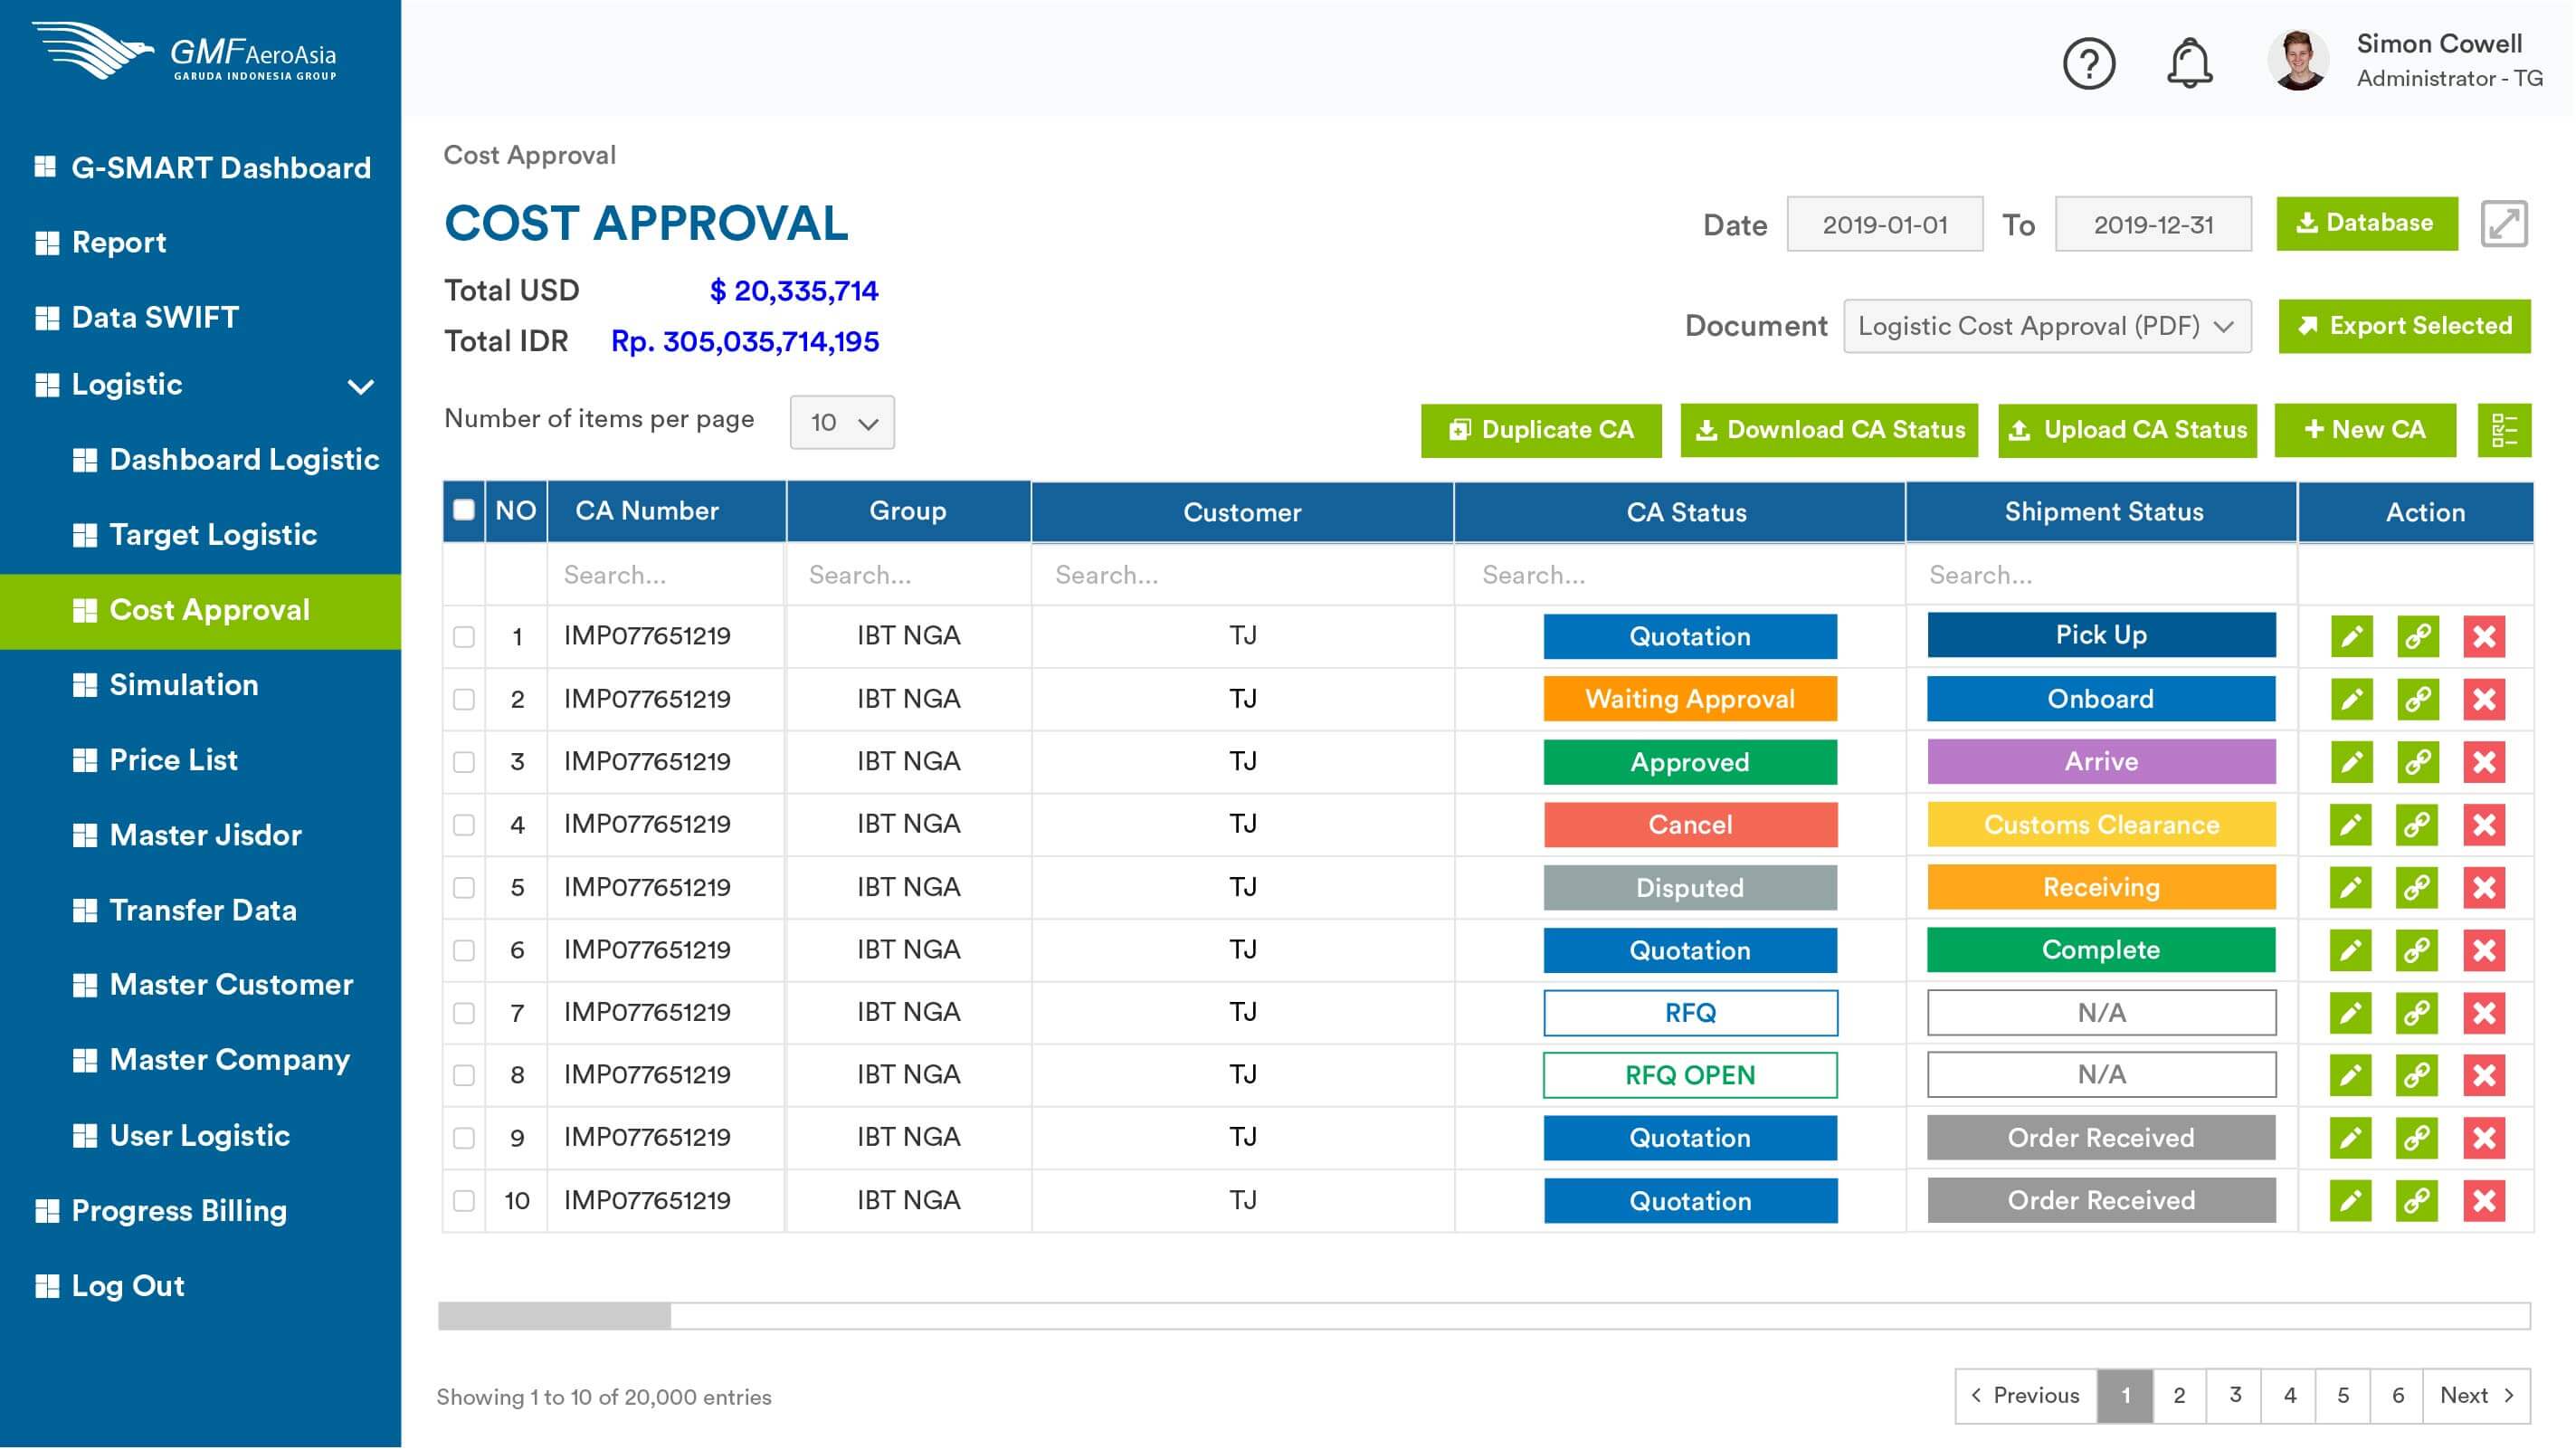 GMF AeroAsia
GARUDA INDONESIA GROUP
Simon Cowell
Administrator - TG
G-SMART Dashboard
Report
Data SWIFT
Logistic
Dashboard Logistic
Target Logistic
Cost Approval
Simulation
Price List
Master Jisdor
Transfer Data
Master Customer
Master Company
User Logistic
Progress Billing
Log Out
Cost Approval
COST APPROVAL
Date 2019-01-01 To 2019-12-31 Database
Total USD $ 20,335,714
Total IDR Rp. 305,035,714,195
Document Logistic Cost Approval (PDF) Export Selected
Number of items per page 10
Duplicate CA Download CA Status Upload CA Status + New CA
NO CA Number Group Customer CA Status Shipment Status Action
Search... Search... Search... Search... Search...
1 IMP077651219 IBT NGA TJ Quotation Pick Up
2 IMP077651219 IBT NGA TJ Waiting Approval Onboard
3 IMP077651219 IBT NGA TJ Approved Arrive
4 IMP077651219 IBT NGA TJ Cancel Customs Clearance
5 IMP077651219 IBT NGA TJ Disputed Receiving
6 IMP077651219 IBT NGA TJ Quotation Complete
7 IMP077651219 IBT NGA TJ RFQ N/A
8 IMP077651219 IBT NGA TJ RFQ OPEN N/A
9 IMP077651219 IBT NGA TJ Quotation Order Received
10 IMP077651219 IBT NGA TJ Quotation Order Received
Showing 1 to 10 of 20,000 entries
< Previous 1 2 3 4 5 6 Next >